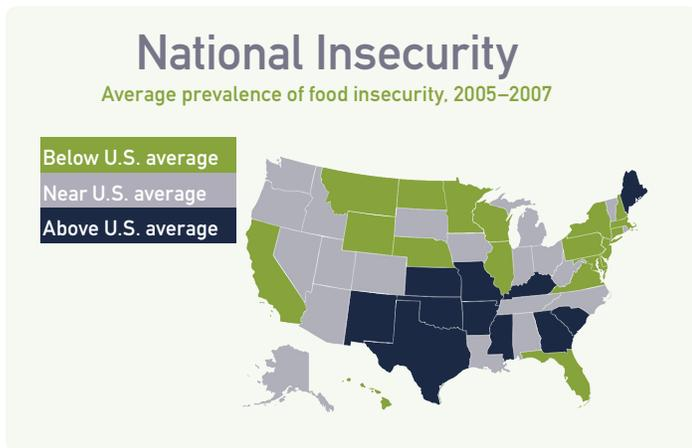 National Insecurity
Average prevalence of food insecurity, 2005–2007
Below U.S. average
Near U.S. average
Above U.S. average